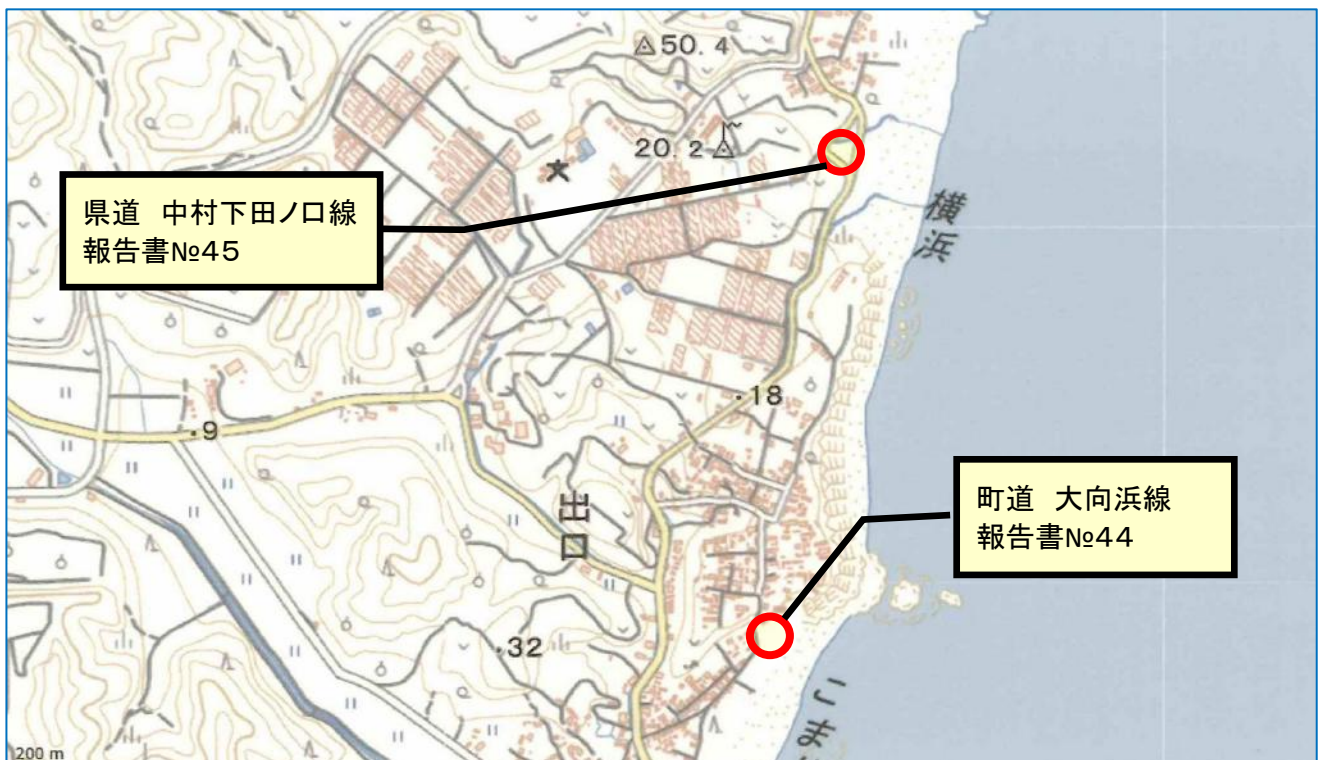 50.4
20.2
文
横浜
県道 中村下田ノ口線
報告書№45
18
9
出口
町道 大向浜線
報告書№44
32
こま
200 m